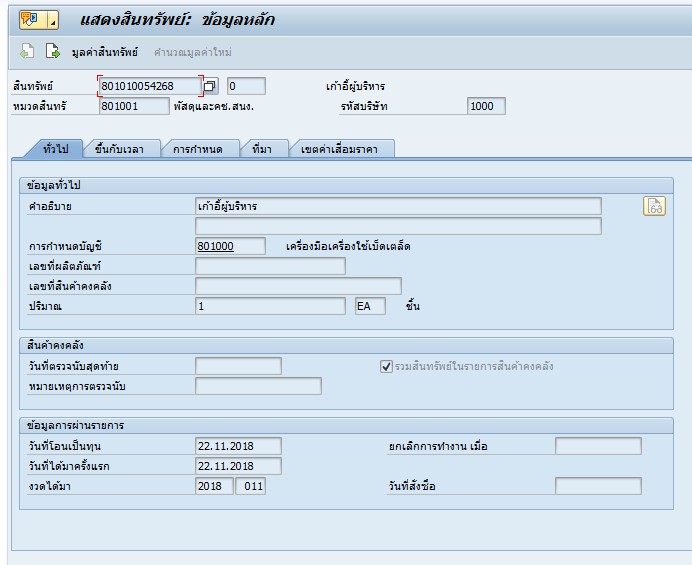 แสดงสินทรัพย์: ข้อมูลหลัก
มูลค่าสินทรัพย์ คำนวณมูลค่าใหม่
สินทรัพย์ 801010054268 0 เก้าอี้ผู้บริหาร
หมวดสินทรั 801001 พัสดุและคช.สนง. รหัสบริษัท 1000
ทั่วไป ขึ้นกับเวลา การกำหนด ที่มา เขตค่าเสื่อมราคา
ข้อมูลทั่วไป
คำอธิบาย เก้าอี้ผู้บริหาร
การกำหนดบัญชี 801000 เครื่องมือเครื่องใช้เบ็ดเตล็ด
เลขที่ผลิตภัณฑ์
เลขที่สินค้าคงคลัง
ปริมาณ 1 EA ชิ้น
สินค้าคงคลัง
วันที่ตรวจนับสุดท้าย รวมสินทรัพย์ในรายการสินค้าคงคลัง
หมายเหตุการตรวจนับ
ข้อมูลการผ่านรายการ
วันที่โอนเป็นทุน 22.11.2018 ยกเลิกการทำงาน เมื่อ
วันที่ได้มาครั้งแรก 22.11.2018
งวดได้มา 2018 011 วันที่สั่งซื้อ